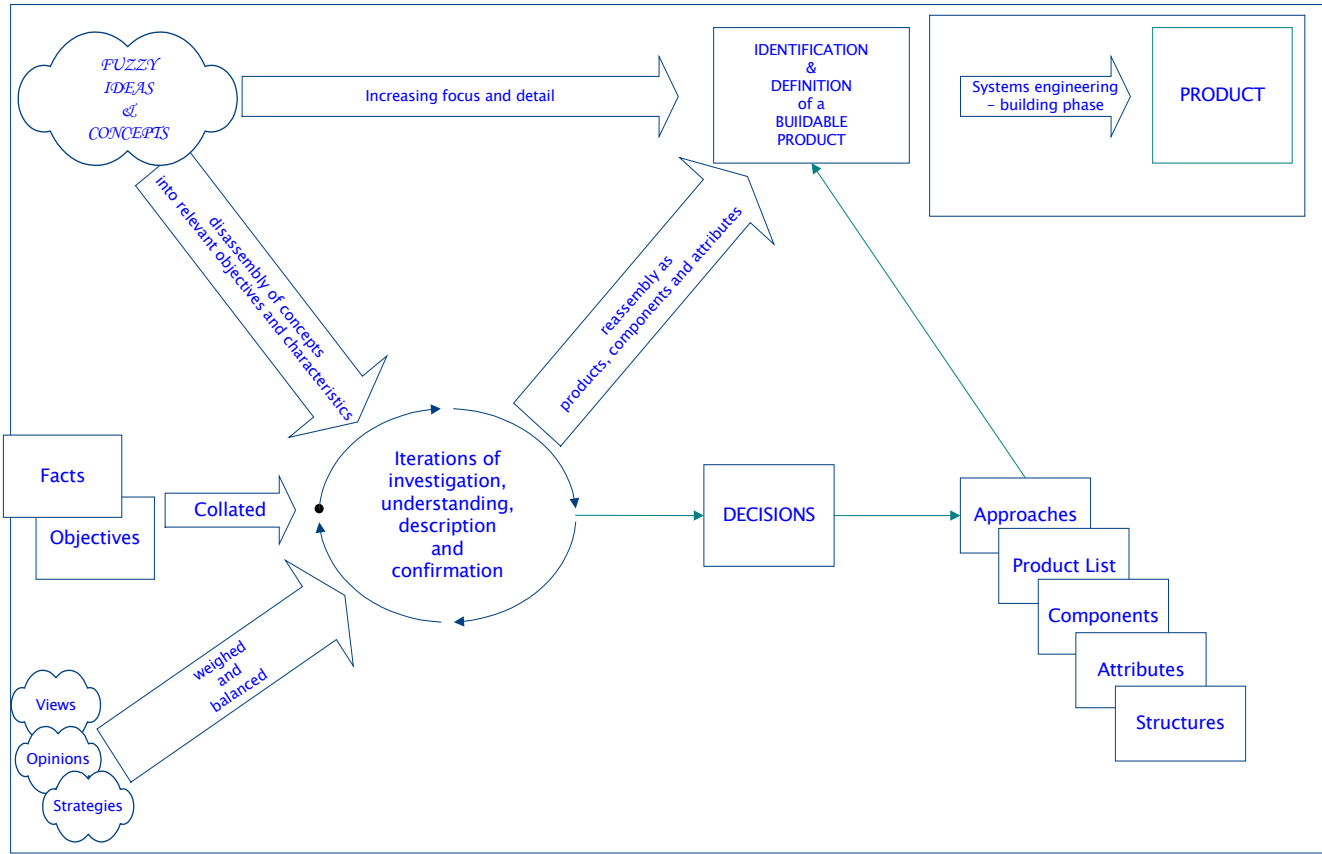 FUZZY
IDEAS
&
CONCEPTS
Increasing focus and detail
IDENTIFICATION
&
DEFINITION
of a
BUIldABLE
PRODUCT
Systems engineering
– building phase
PRODUCT
disassembly of concepts
into relevant objectives and characteristics
reassembly as
products, components and attributes
Facts
Objectives
Collated
Iterations of
investigation,
understanding,
description
and
confirmation
DECISIONS
Approaches
Product List
Components
Attributes
Structures
weighed
and
balanced
Views
Opinions
Strategies